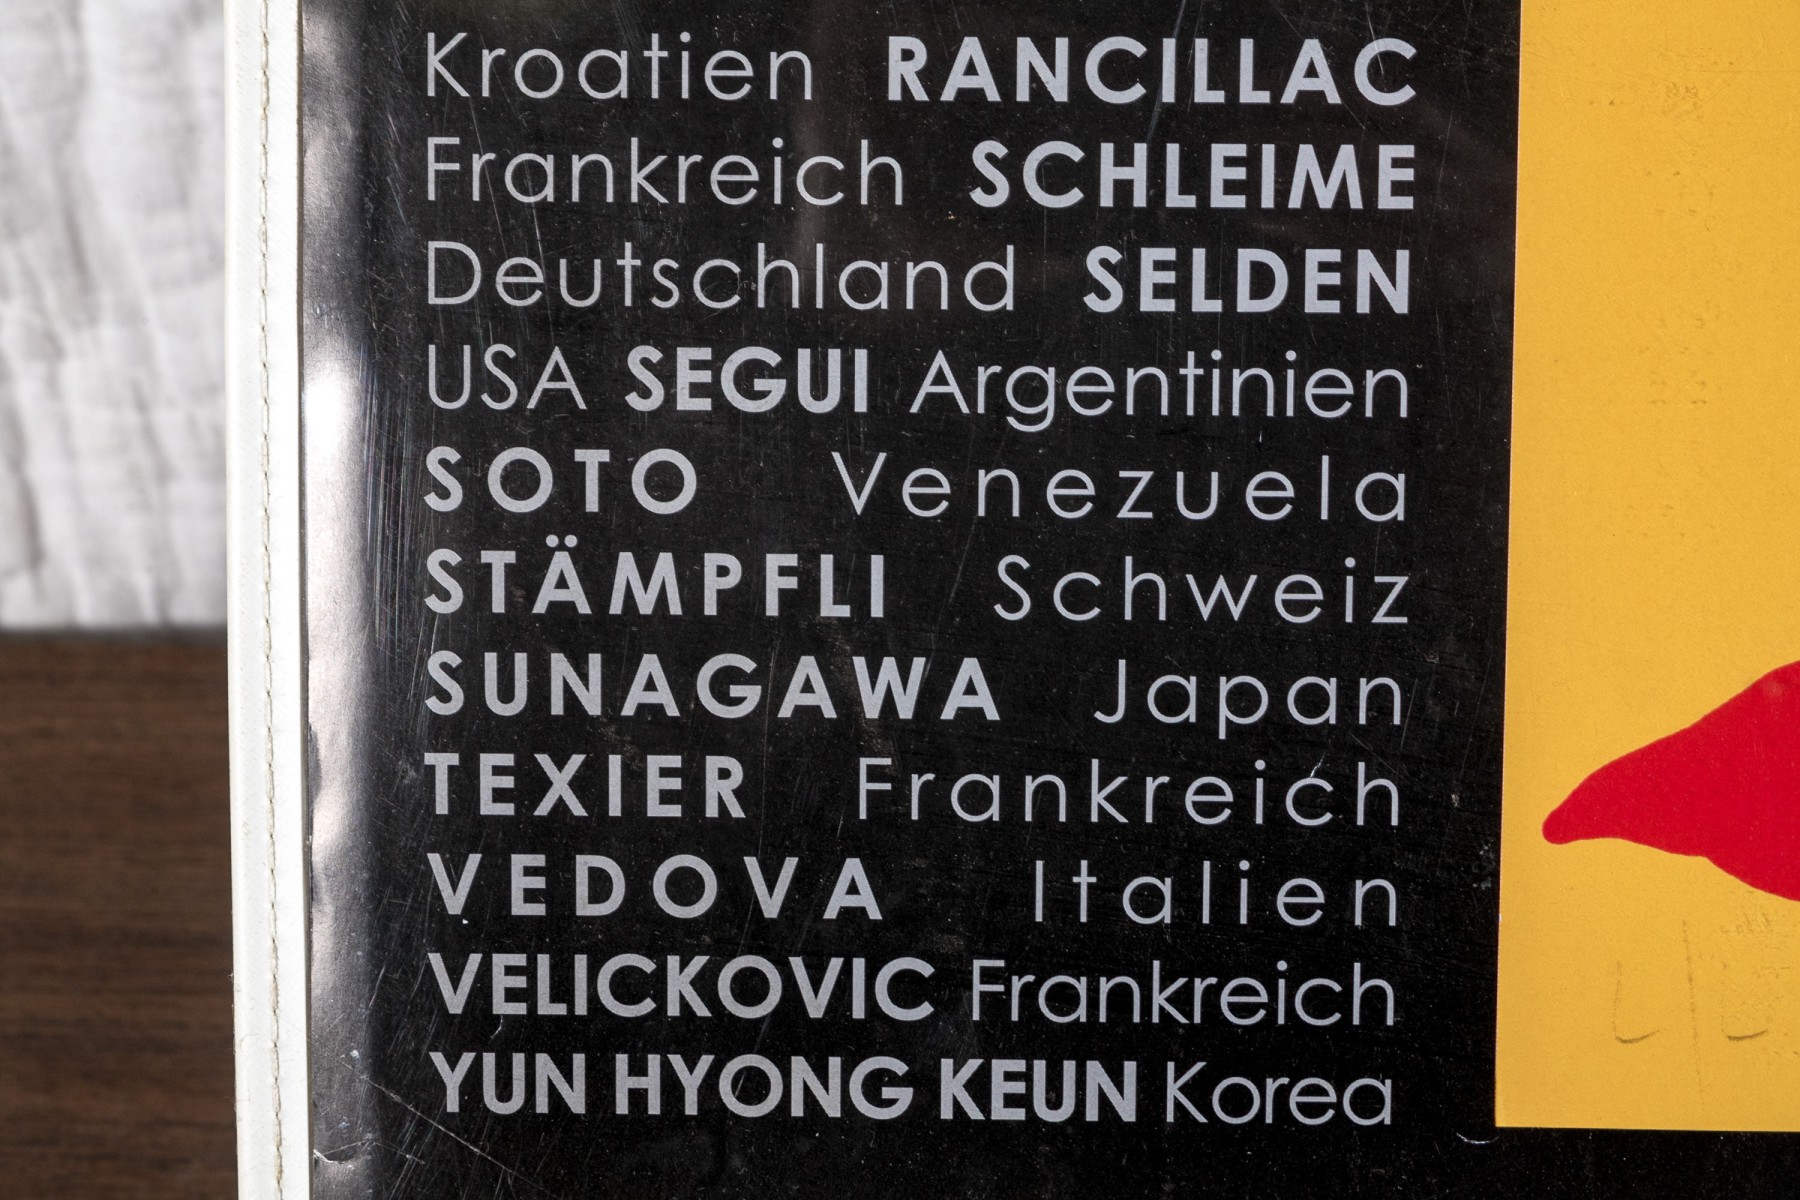 Kroatien RANCILLAC
Frankreich SCHLEIME
Deutschland SELDEN
USA SEGUI Argentinien
SOTO Venezuela
STÄMPFLI Schweiz
SUNAGAWA Japan
TEXIER Frankreich
VEDOVA Italien
VELICKOVIC Frankreich
YUN HYONG KEUN Korea